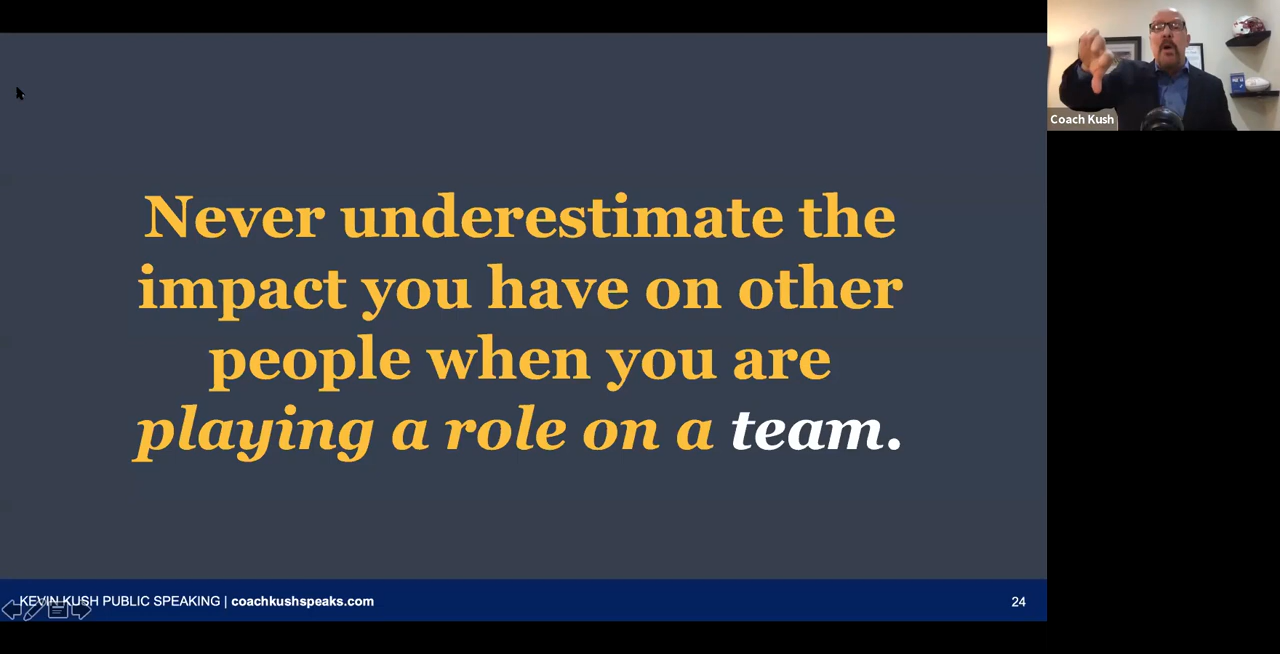 Never underestimate the
impact you have on other
people when you are
playing a role on a team.
Coach Kush
KEVIN KUSH PUBLIC SPEAKING | coachkushspeaks.com
24